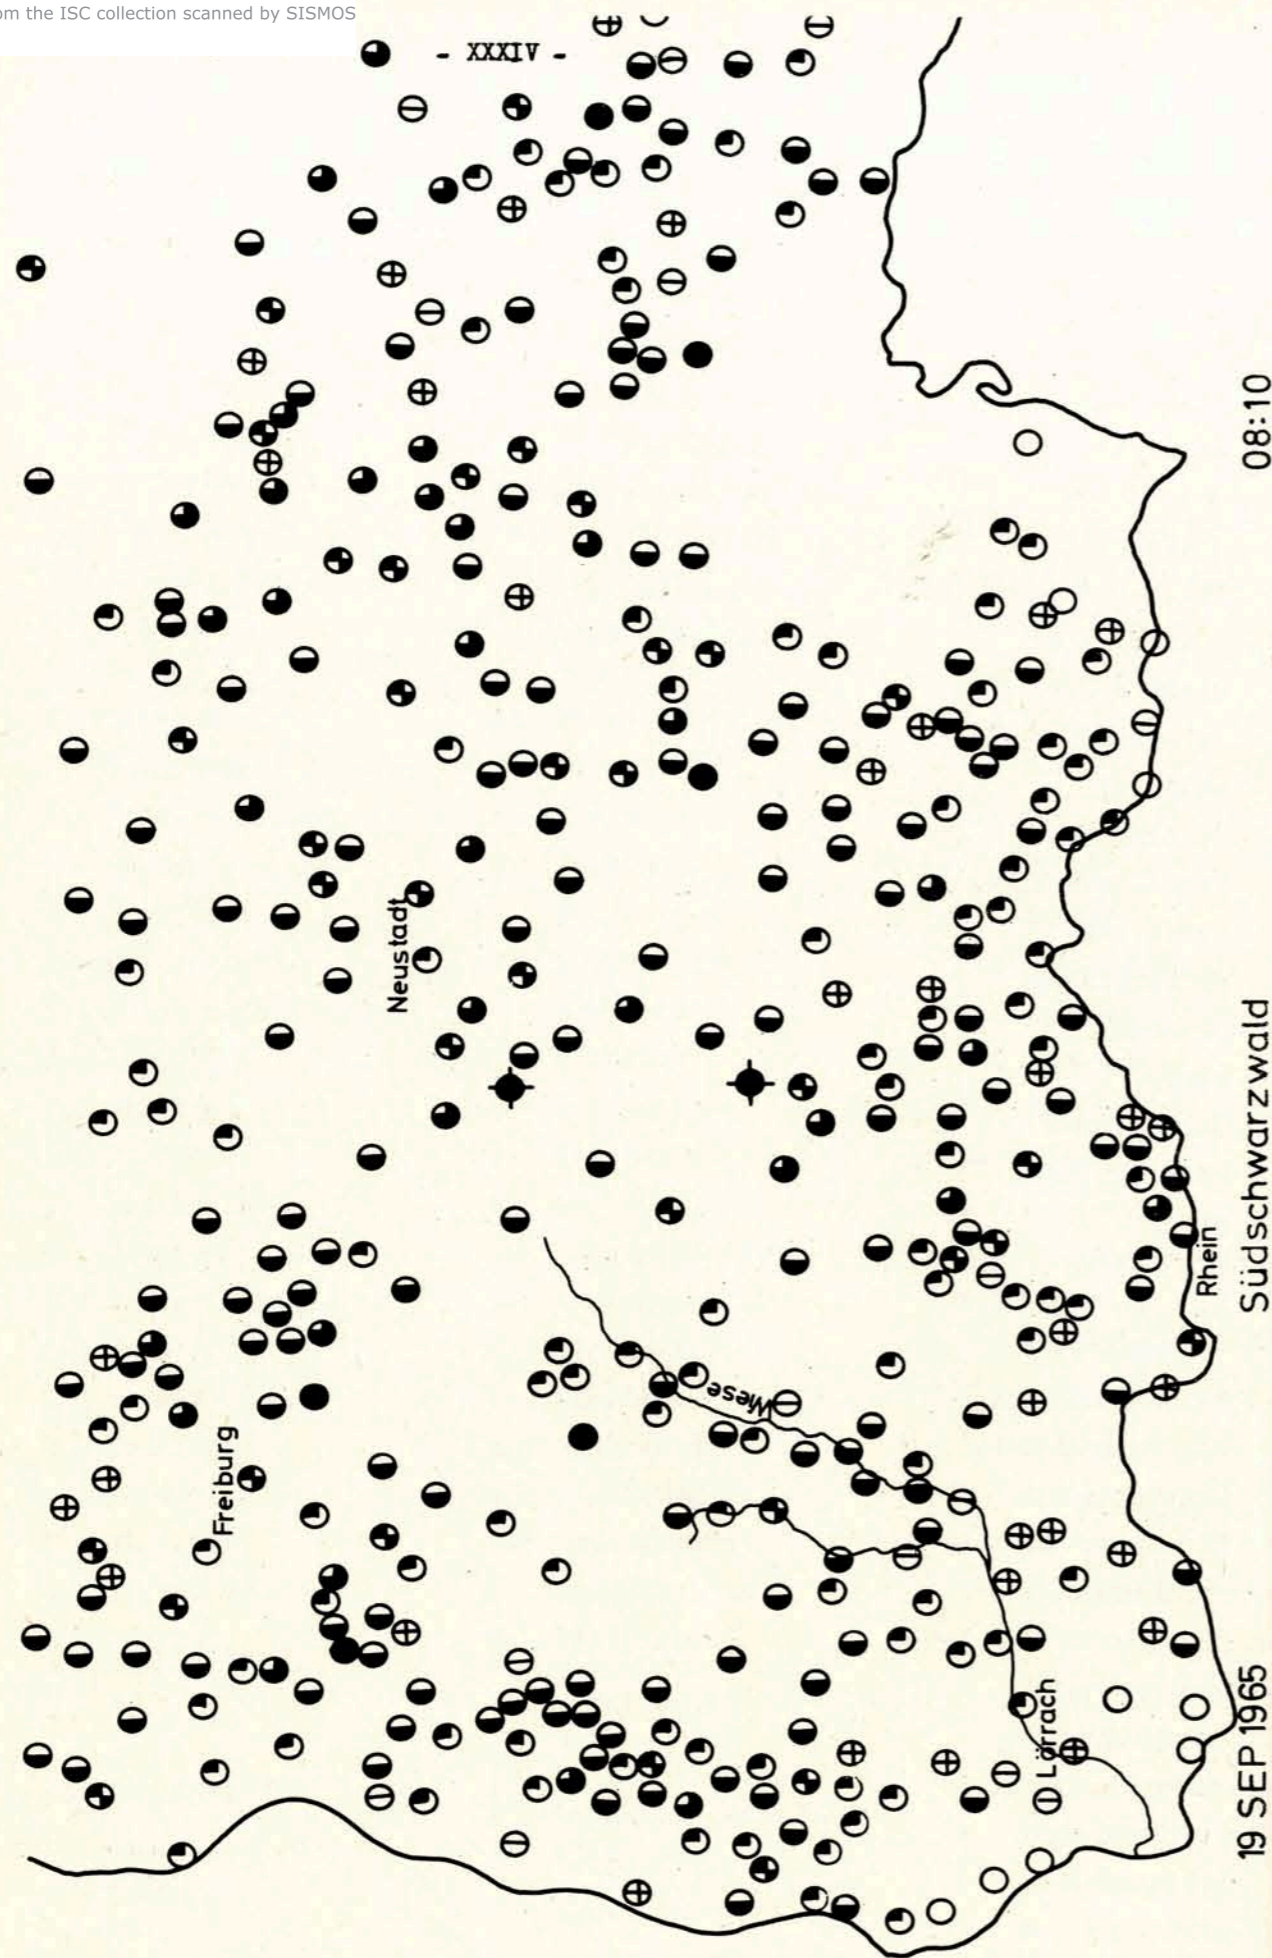 om the ISC collection scanned by SISMOS
- XXXIV -
Neustadt
Freiburg
Wiese
Lörrach
Rhein
19 SEP 1965 Südschwarzwald 08:10